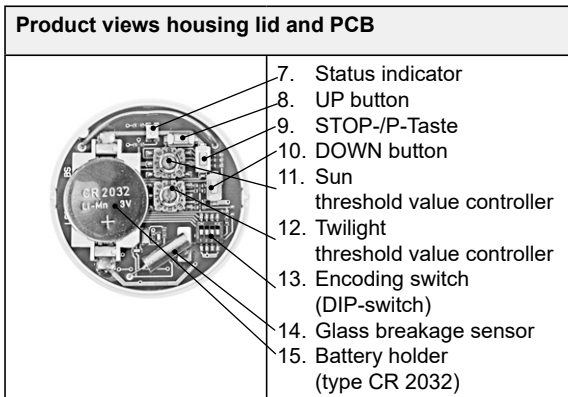 Product views housing lid and PCB
7. Status indicator
8. UP button
9. STOP-/P-Taste
10. DOWN button
11. Sun
threshold value controller
12. Twilight
threshold value controller
13. Encoding switch
(DIP-switch)
14. Glass breakage sensor
15. Battery holder
(type CR 2032)
CR 2032
Li-Mn 3V
+